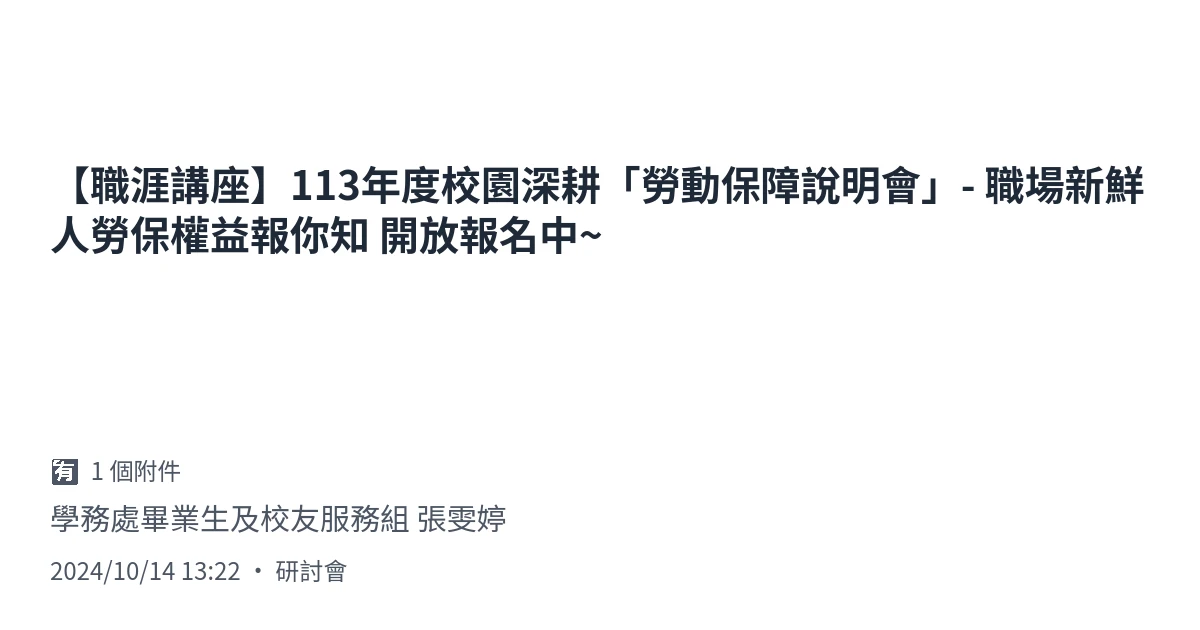 【職涯講座】113年度校園深耕「勞動保障說明會」- 職場新鮮
人勞保權益報你知 開放報名中~
🈶 1 個附件
學務處畢業生及校友服務組 張雯婷
2024/10/14 13:22 ・ 研討會